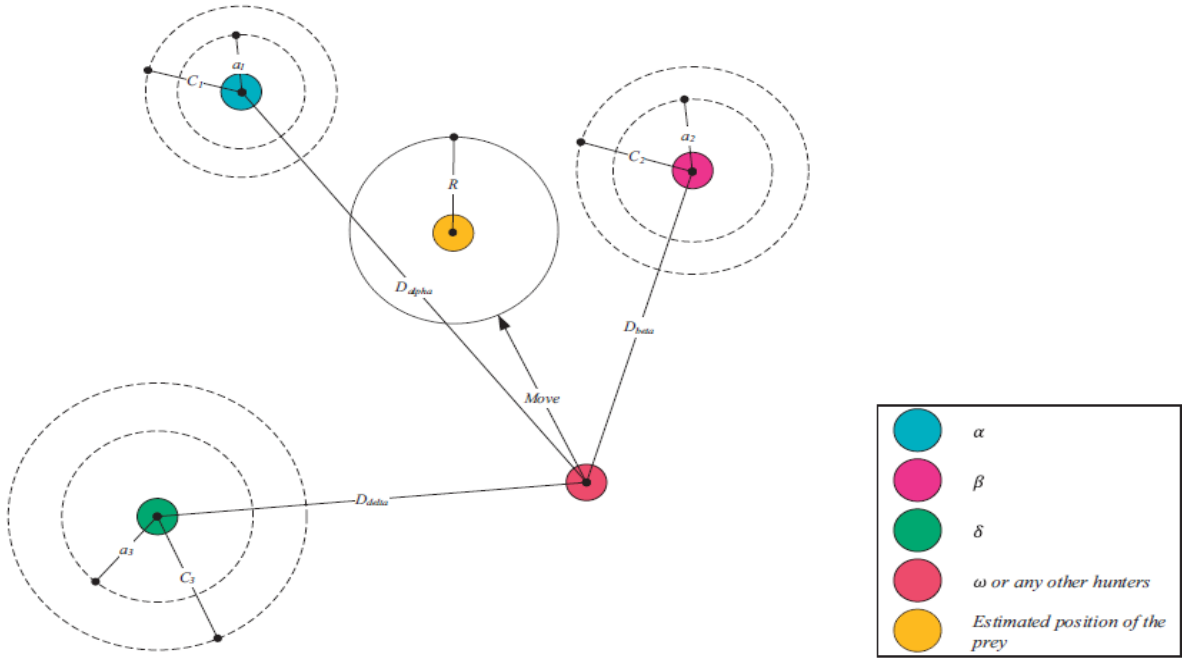 a1
C1
a2
C2
R
Dalpha
Dbeta
Move
Ddelta
a3
C3
α
β
δ
ω or any other hunters
Estimated position of the
prey